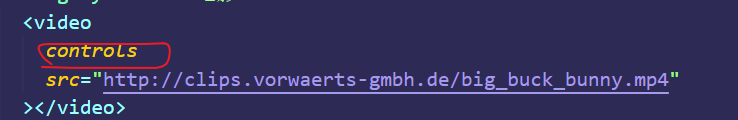 <video
controls
src="http://clips.vorwaerts-gmbh.de/big_buck_bunny.mp4"
></video>